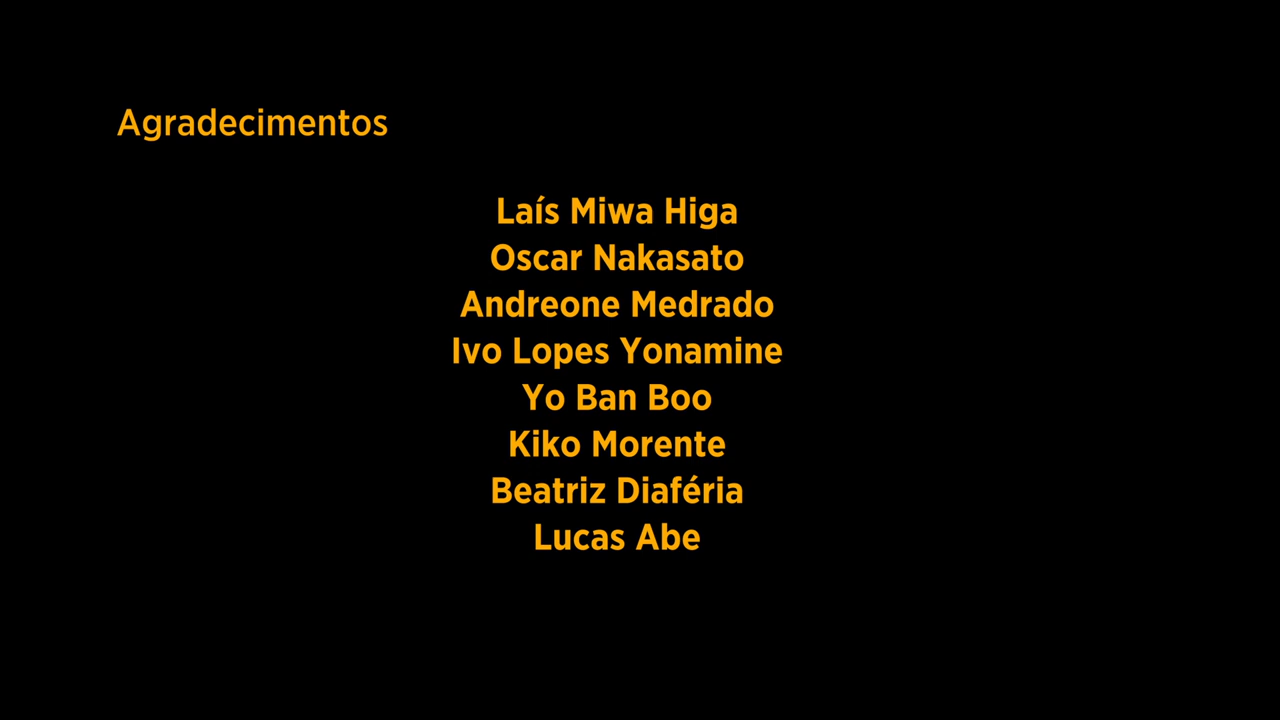 Agradecimentos
Laís Miwa Higa
Oscar Nakasato
Andreone Medrado
Ivo Lopes Yonamine
Yo Ban Boo
Kiko Morente
Beatriz Diaféria
Lucas Abe